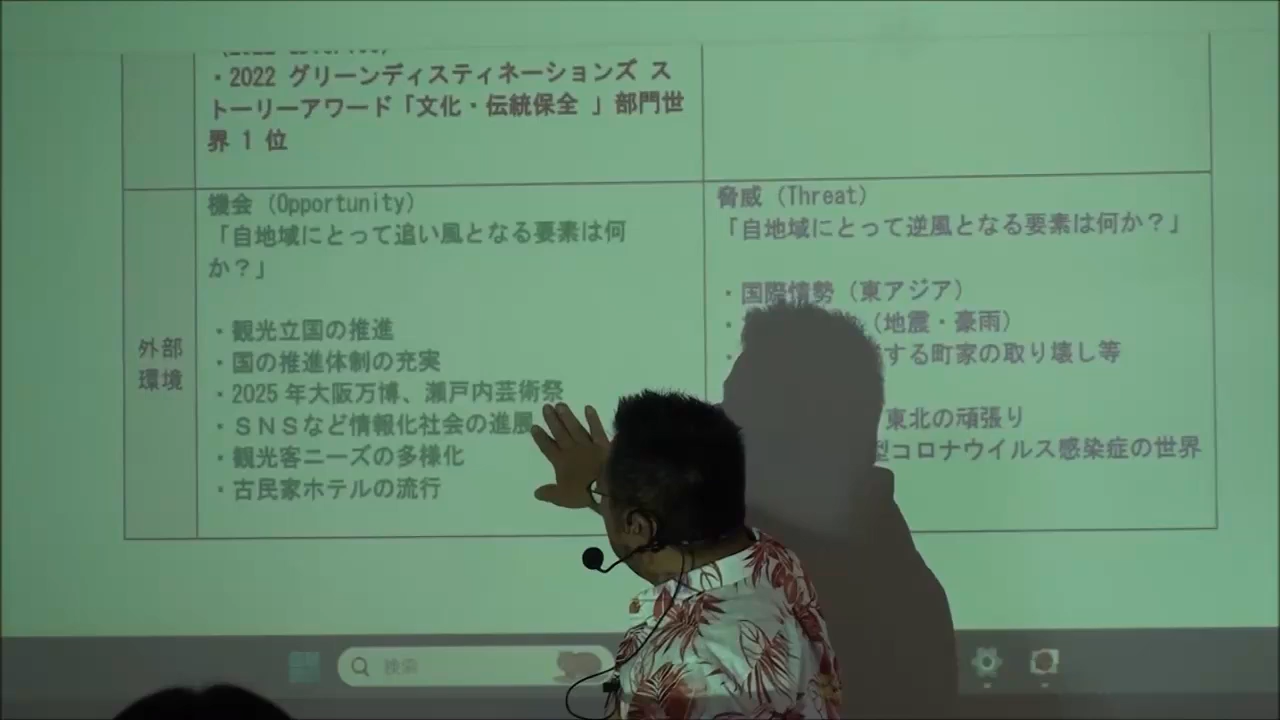 ・2022 グリーンディスティネーションズ ス
トーリーアワード「文化・伝統保全 」部門世
界 1 位
外部
環境
機会（Opportunity）
「自地域にとって追い風となる要素は何
か？」
・観光立国の推進
・国の推進体制の充実
・2025 年大阪万博、瀬戸内芸術祭
・ＳＮＳなど情報化社会の進展
・観光客ニーズの多様化
・古民家ホテルの流行
脅威（Threat）
「自地域にとって逆風となる要素は何か？」
・国際情勢（東アジア）
・（地震・豪雨）
・する町家の取り壊し等
東北の頑張り
コロナウイルス感染症の世界
検索